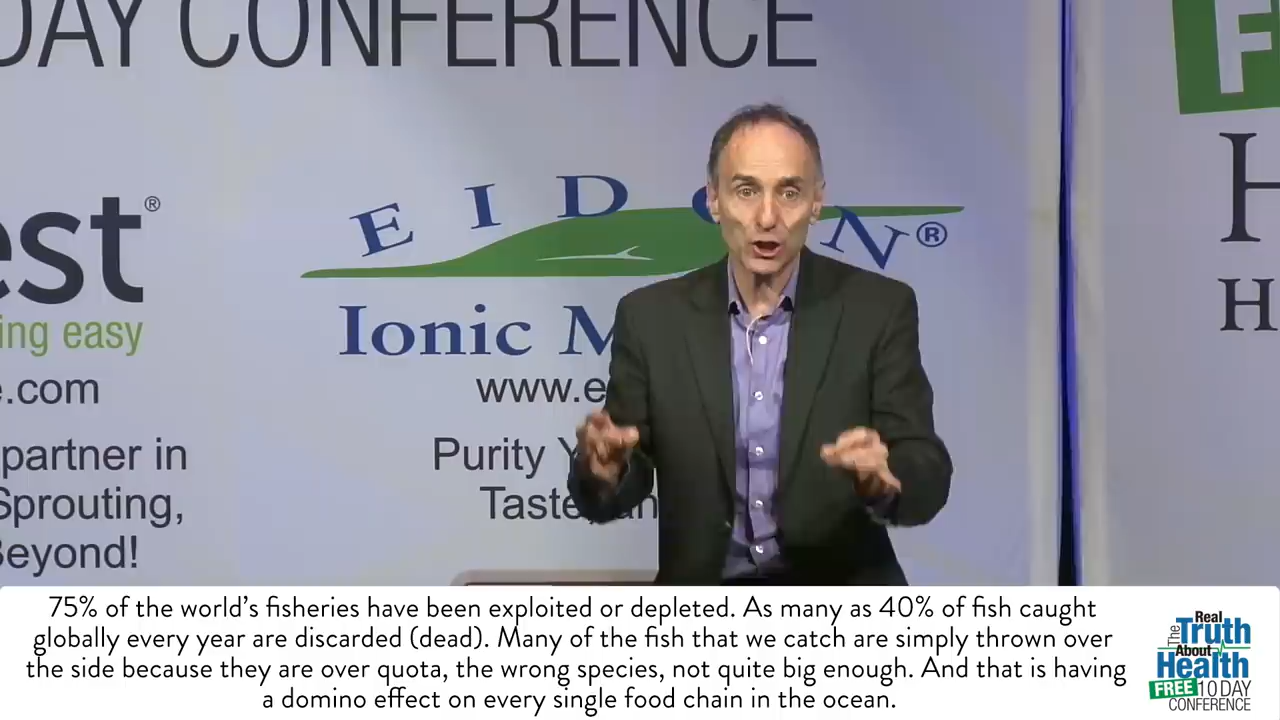 DAY CONFERENCE
est®
ing easy
e.com
partner in
Sprouting,
Beyond!
EIDON®
Ionic M
www.e
Purity Y
Taste, an
F
H
H
75% of the world's fisheries have been exploited or depleted. As many as 40% of fish caught
globally every year are discarded (dead). Many of the fish that we catch are simply thrown over
the side because they are over quota, the wrong species, not quite big enough. And that is having
a domino effect on every single food chain in the ocean.
The Real
Truth
About
Health
FREE 10 DAY
CONFERENCE